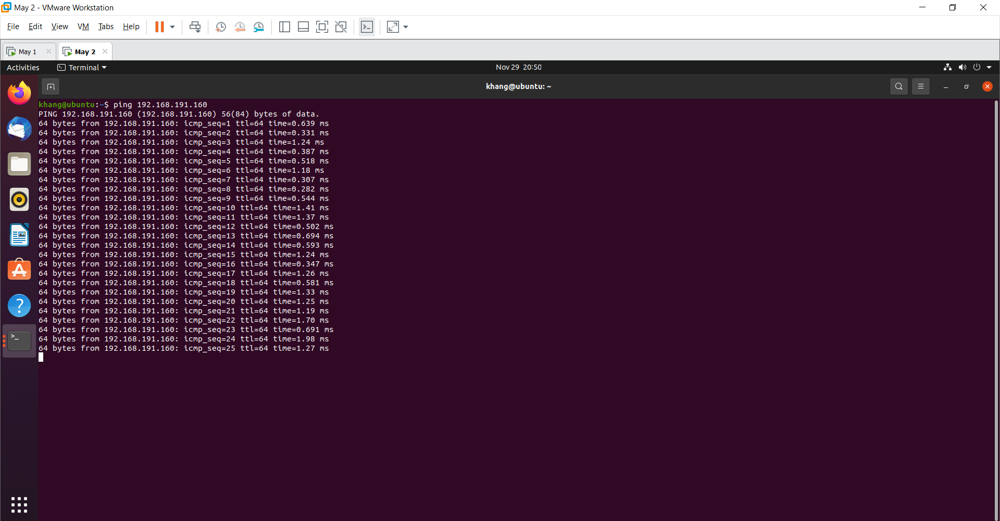 May 2 - VMware Workstation
File Edit View VM Tabs Help
May 1
May 2
Activities
Terminal
Nov 29 20:50
khang@ubuntu: ~
khang@ubuntu:~$ ping 192.168.191.160
PING 192.168.191.160 (192.168.191.160) 56(84) bytes of data.
64 bytes from 192.168.191.160: icmp_seq=1 ttl=64 time=0.639 ms
64 bytes from 192.168.191.160: icmp_seq=2 ttl=64 time=0.331 ms
64 bytes from 192.168.191.160: icmp_seq=3 ttl=64 time=1.24 ms
64 bytes from 192.168.191.160: icmp_seq=4 ttl=64 time=0.387 ms
64 bytes from 192.168.191.160: icmp_seq=5 ttl=64 time=0.518 ms
64 bytes from 192.168.191.160: icmp_seq=6 ttl=64 time=1.18 ms
64 bytes from 192.168.191.160: icmp_seq=7 ttl=64 time=0.307 ms
64 bytes from 192.168.191.160: icmp_seq=8 ttl=64 time=0.282 ms
64 bytes from 192.168.191.160: icmp_seq=9 ttl=64 time=0.544 ms
64 bytes from 192.168.191.160: icmp_seq=10 ttl=64 time=1.41 ms
64 bytes from 192.168.191.160: icmp_seq=11 ttl=64 time=1.37 ms
64 bytes from 192.168.191.160: icmp_seq=12 ttl=64 time=0.502 ms
64 bytes from 192.168.191.160: icmp_seq=13 ttl=64 time=0.694 ms
64 bytes from 192.168.191.160: icmp_seq=14 ttl=64 time=0.593 ms
64 bytes from 192.168.191.160: icmp_seq=15 ttl=64 time=1.24 ms
64 bytes from 192.168.191.160: icmp_seq=16 ttl=64 time=0.347 ms
64 bytes from 192.168.191.160: icmp_seq=17 ttl=64 time=1.26 ms
64 bytes from 192.168.191.160: icmp_seq=18 ttl=64 time=0.581 ms
64 bytes from 192.168.191.160: icmp_seq=19 ttl=64 time=1.33 ms
64 bytes from 192.168.191.160: icmp_seq=20 ttl=64 time=1.25 ms
64 bytes from 192.168.191.160: icmp_seq=21 ttl=64 time=1.19 ms
64 bytes from 192.168.191.160: icmp_seq=22 ttl=64 time=1.70 ms
64 bytes from 192.168.191.160: icmp_seq=23 ttl=64 time=0.691 ms
64 bytes from 192.168.191.160: icmp_seq=24 ttl=64 time=1.98 ms
64 bytes from 192.168.191.160: icmp_seq=25 ttl=64 time=1.27 ms